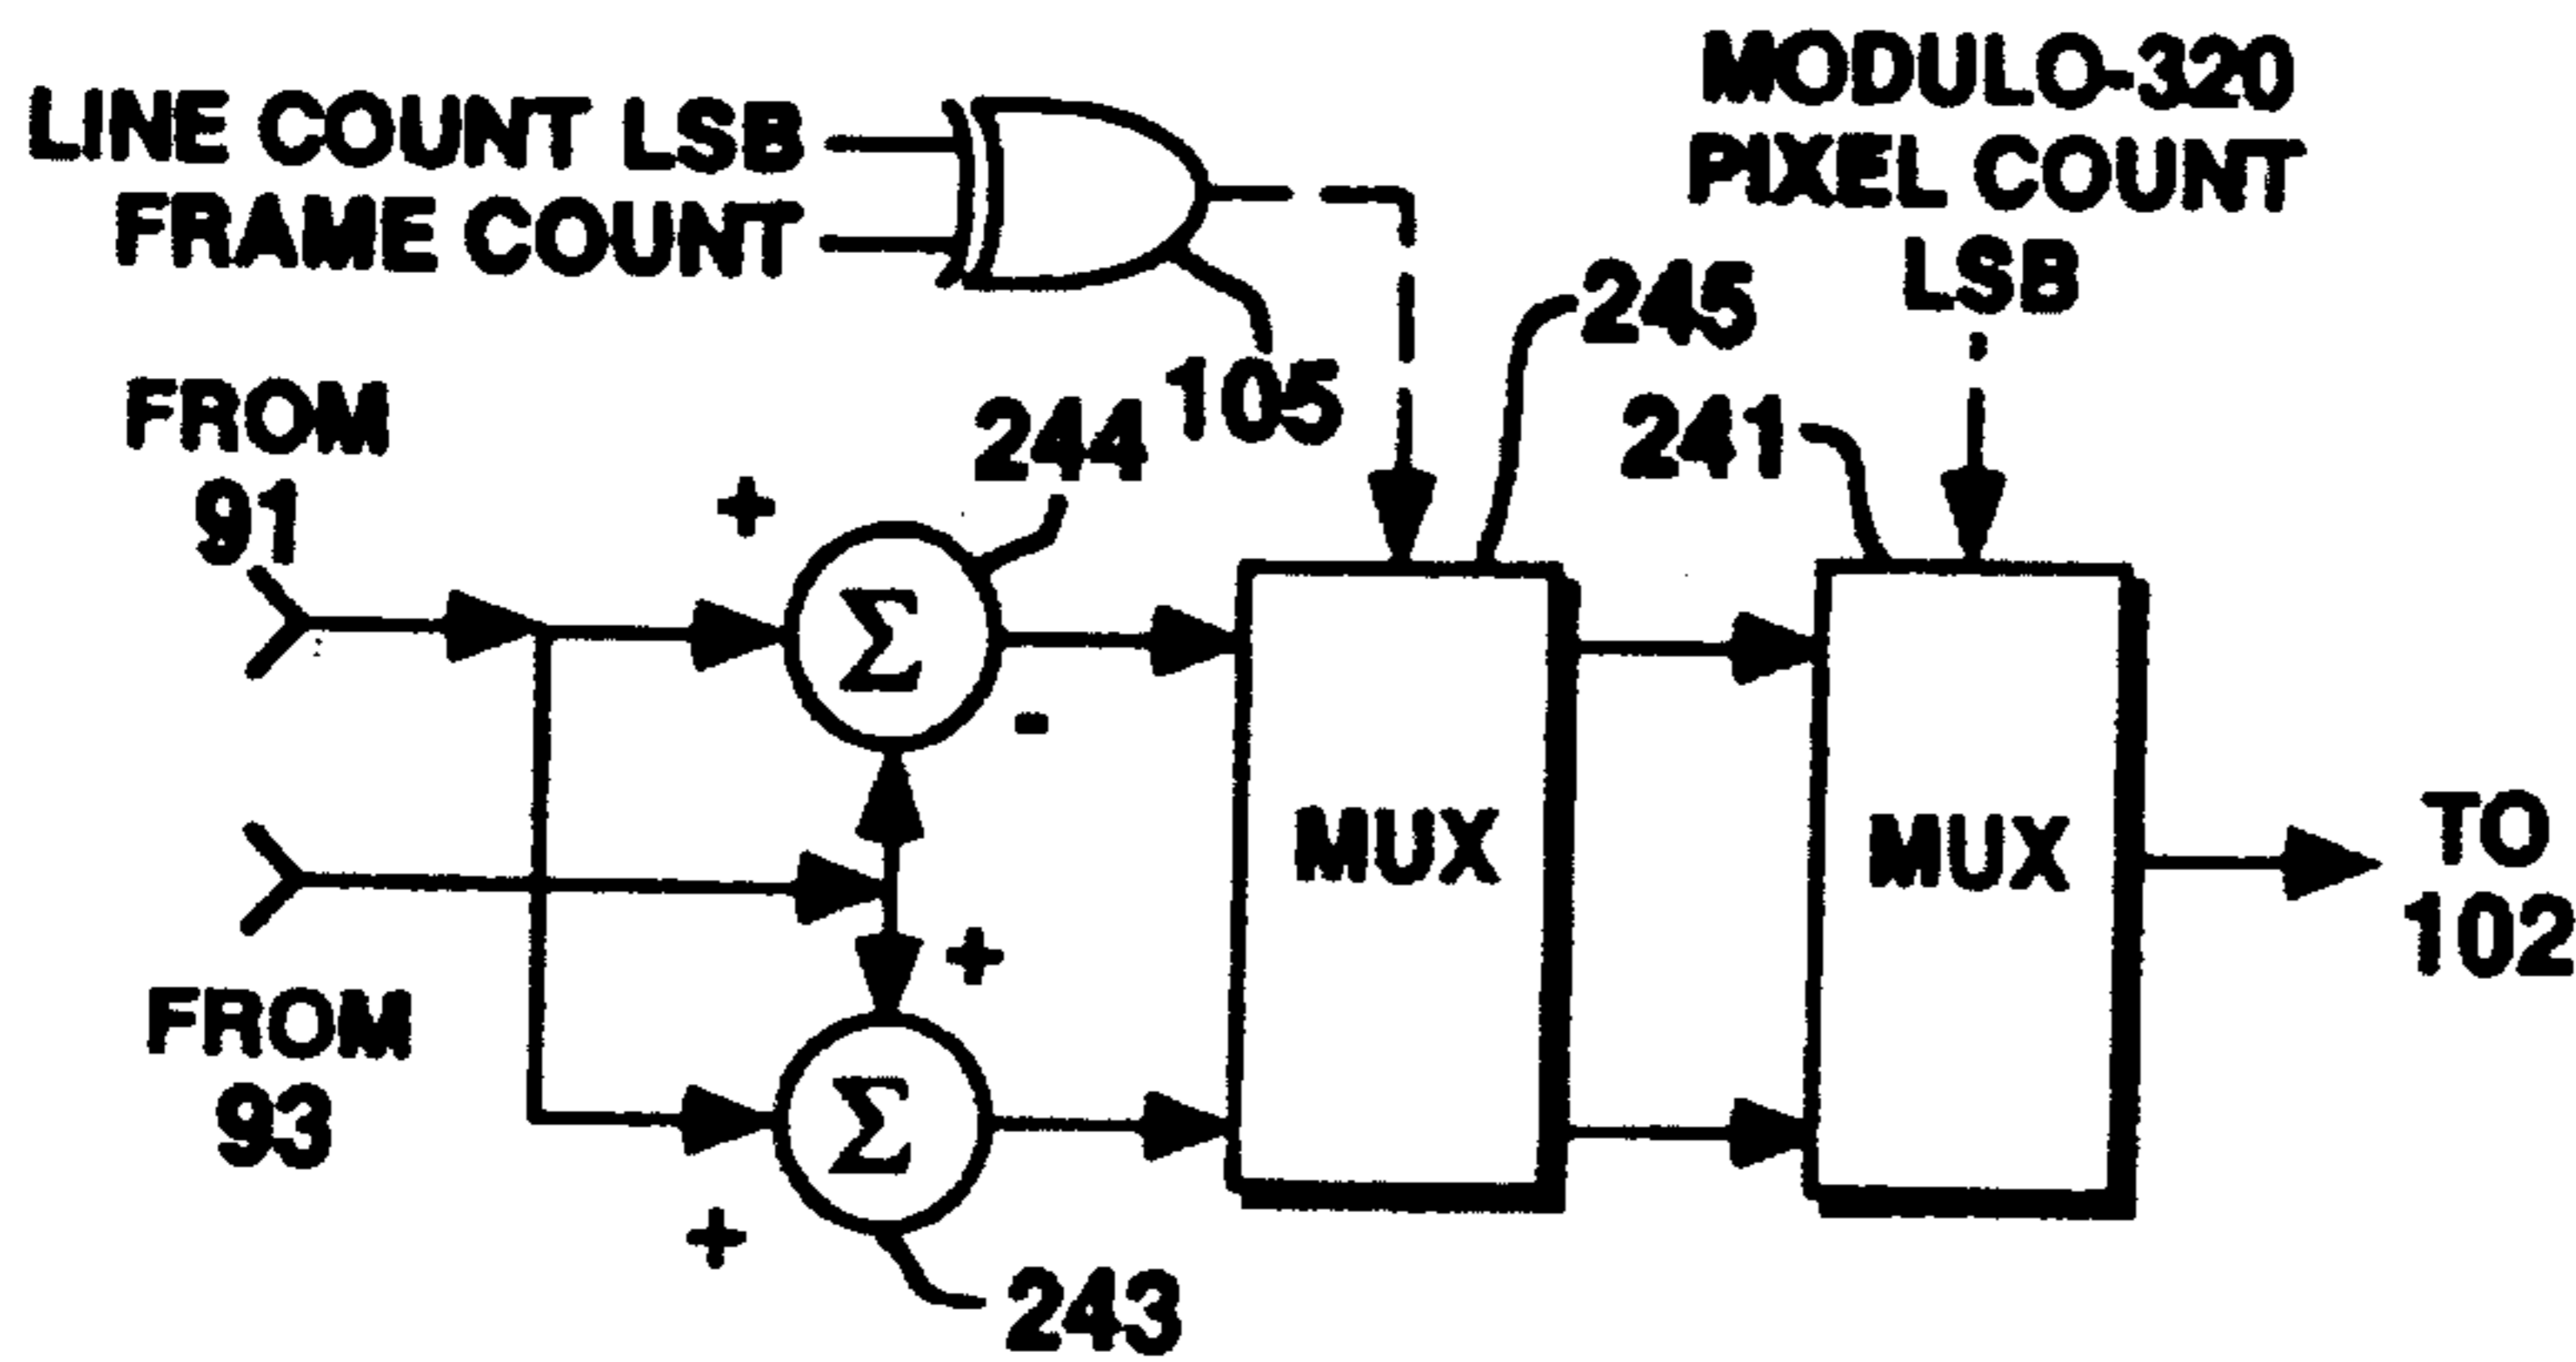 LINE COUNT LSB
FRAME COUNT
MODULO-320
PIXEL COUNT
LSB
105
245
241
244
FROM
91
+
Σ
-
MUX
MUX
TO
102
FROM
93
+
Σ
+
243